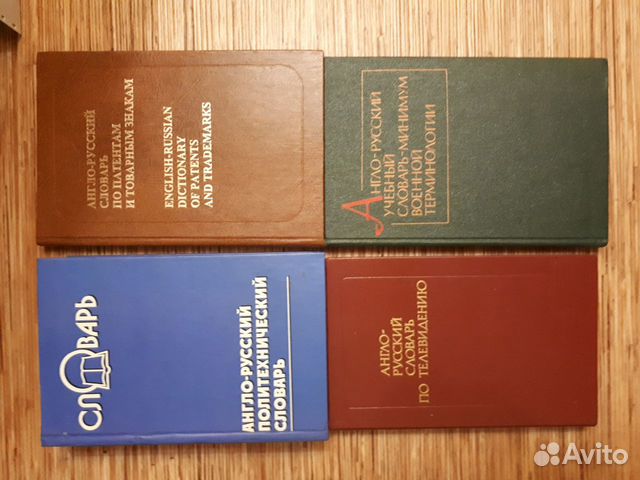 АНГЛО-РУССКИЙ
СЛОВАРЬ
ПО ПАТЕНТАМ
И ТОВАРНЫМ ЗНАКАМ
ENGLISH-RUSSIAN
DICTIONARY
OF PATENTS
AND TRADEMARKS
АНГЛО-РУССКИЙ
УЧЕБНЫЙ
СЛОВАРЬ-МИНИМУМ
ВОЕННОЙ
ТЕРМИНОЛОГИИ
СЛОВАРЬ
АНГЛО-РУССКИЙ
ПОЛИТЕХНИЧЕСКИЙ
СЛОВАРЬ
АНГЛО-
РУССКИЙ
СЛОВАРЬ
ПО ТЕЛЕВИДЕНИЮ
Avito